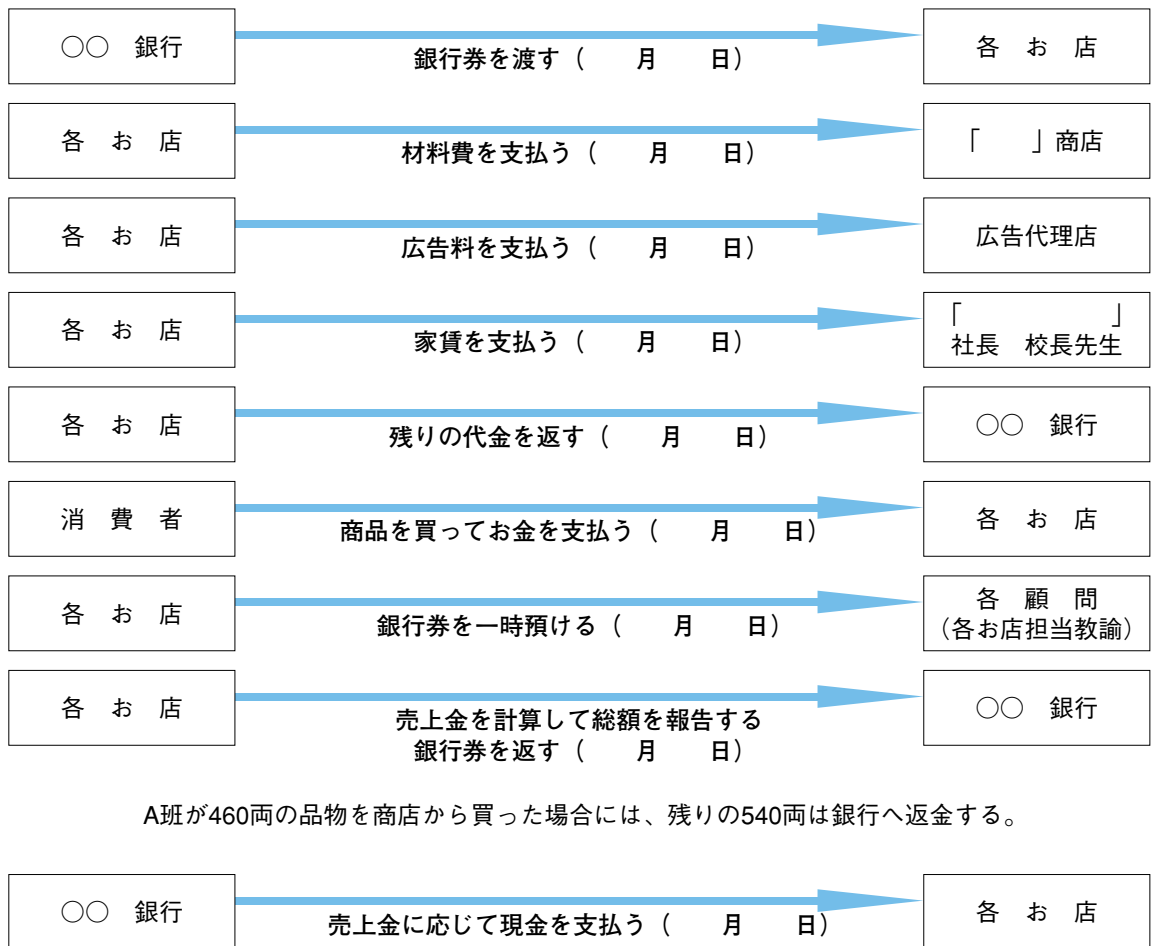 ○○　銀行
銀行券を渡す（　　月　　日）
各　お　店
各　お　店
材料費を支払う（　　月　　日）
「　　」商店
各　お　店
広告料を支払う（　　月　　日）
広告代理店
各　お　店
家賃を支払う（　　月　　日）
「　　　　　　」
社長　校長先生
各　お　店
残りの代金を返す（　　月　　日）
○○　銀行
消　費　者
商品を買ってお金を支払う（　　月　　日）
各　お　店
各　お　店
銀行券を一時預ける（　　月　　日）
各　顧　問
（各お店担当教諭）
各　お　店
売上金を計算して総額を報告する
銀行券を返す（　　月　　日）
○○　銀行
A班が460両の品物を商店から買った場合には、残りの540両は銀行へ返金する。
○○　銀行
売上金に応じて現金を支払う（　　月　　日）
各　お　店